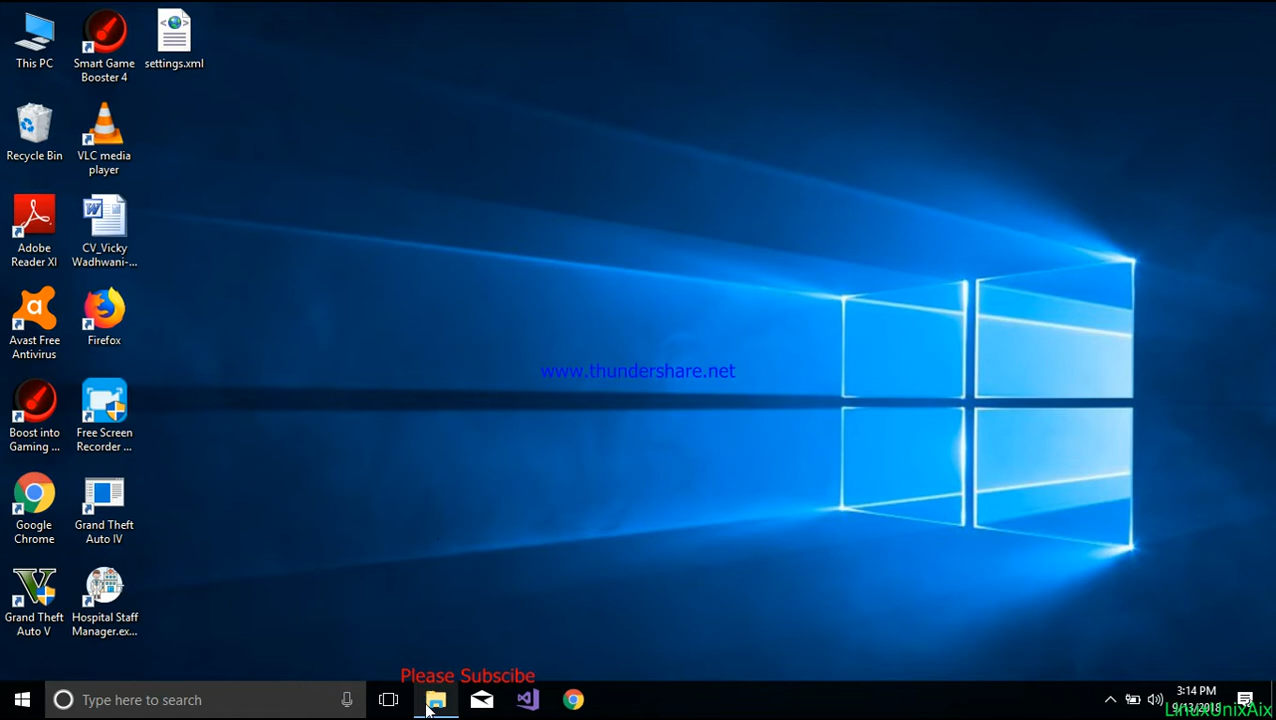 This PC
Smart Game
Booster 4
settings.xml
Recycle Bin
VLC media
player
Adobe
Reader XI
CV_Vicky
Wadhwani-...
Avast Free
Antivirus
Firefox
Boost into
Gaming ...
Free Screen
Recorder ...
Google
Chrome
Grand Theft
Auto IV
Grand Theft
Auto V
Hospital Staff
Manager.ex...
www.thundershare.net
Please Subscibe
Type here to search
3:14 PM
LinuxUnixAix